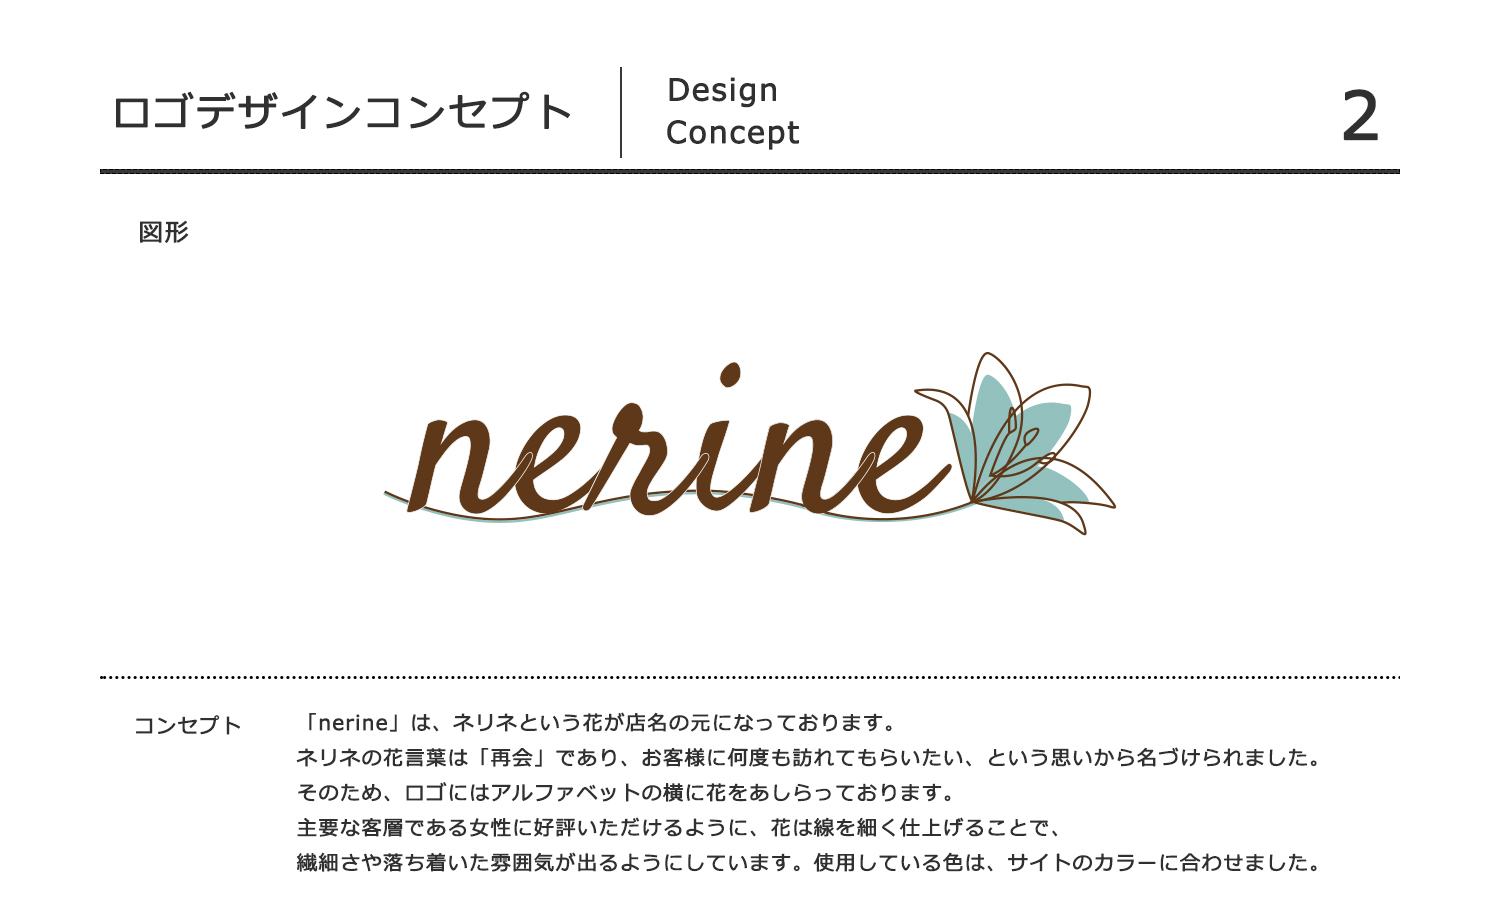 ロゴデザインコンセプト
Design
Concept
2
図形
nerine
コンセプト
「nerine」は、ネリネという花が店名の元になっております。
ネリネの花言葉は「再会」であり、お客様に何度も訪れてもらいたい、という思いから名づけられました。
そのため、ロゴにはアルファベットの横に花をあしらっております。
主要な客層である女性に好評いただけるように、花は線を細く仕上げることで、
繊細さや落ち着いた雰囲気が出るようにしています。使用している色は、サイトのカラーに合わせました。